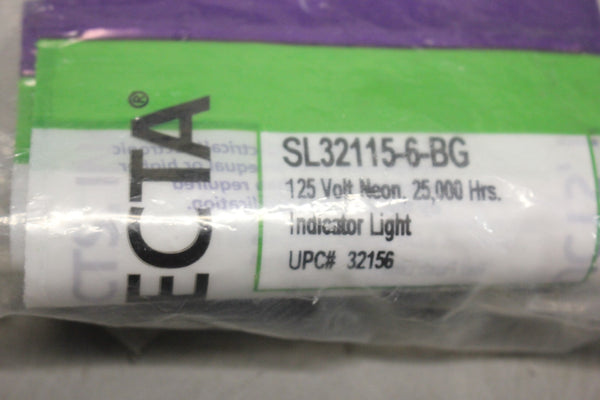 ECTA®
SL32115-6-BG
125 Volt Neon, 25,000 Hrs.
Indicator Light
UPC# 32156